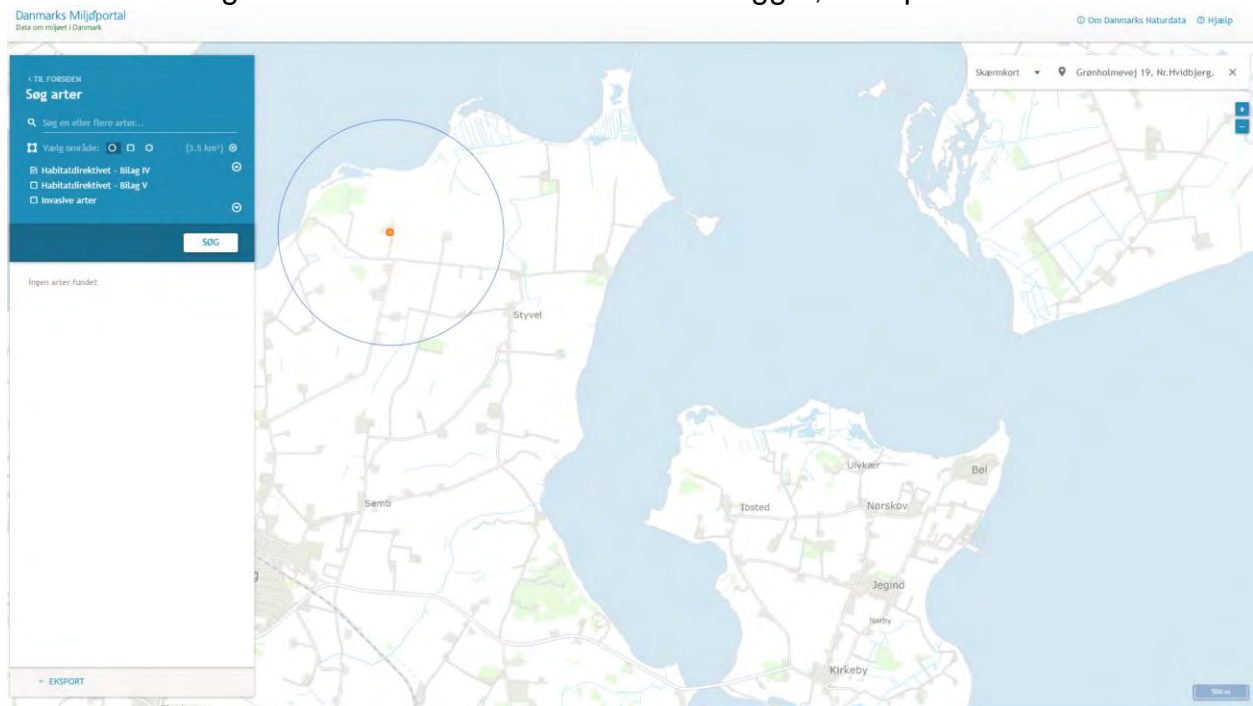 Danmarks Miljøportal
Data om miljøet i Danmark
Om Danmarks Naturdata Hjælp
‹ TIL FORSIDEN
Søg arter
Søg en eller flere arter...
Vælg område: (3.5 km²)
Habitatdirektivet - Bilag IV
Habitatdirektivet - Bilag V
Invasive arter
SØG
Ingen arter fundet
EKSPORT
Skærmkort Grønholmevej 19, Nr.Hvidbjerg,
+
−
Styvel
Semb
Ulvkær
Bøl
Ibsted
Nørskov
Jegind
Nørby
Kirkeby
500 m